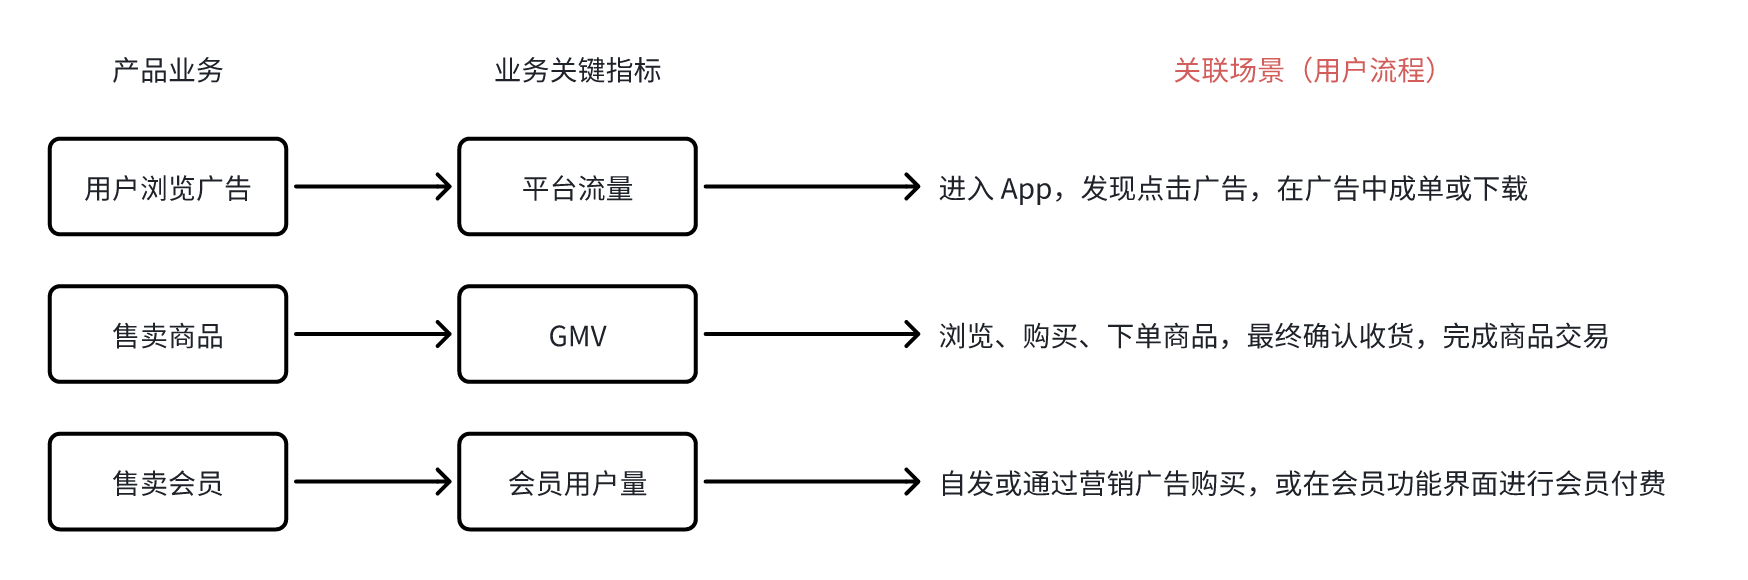 产品业务
业务关键指标
关联场景（用户流程）
用户浏览广告
平台流量
进入 App，发现点击广告，在广告中成单或下载
售卖商品
GMV
浏览、购买、下单商品，最终确认收货，完成商品交易
售卖会员
会员用户量
自发或通过营销广告购买，或在会员功能界面进行会员付费